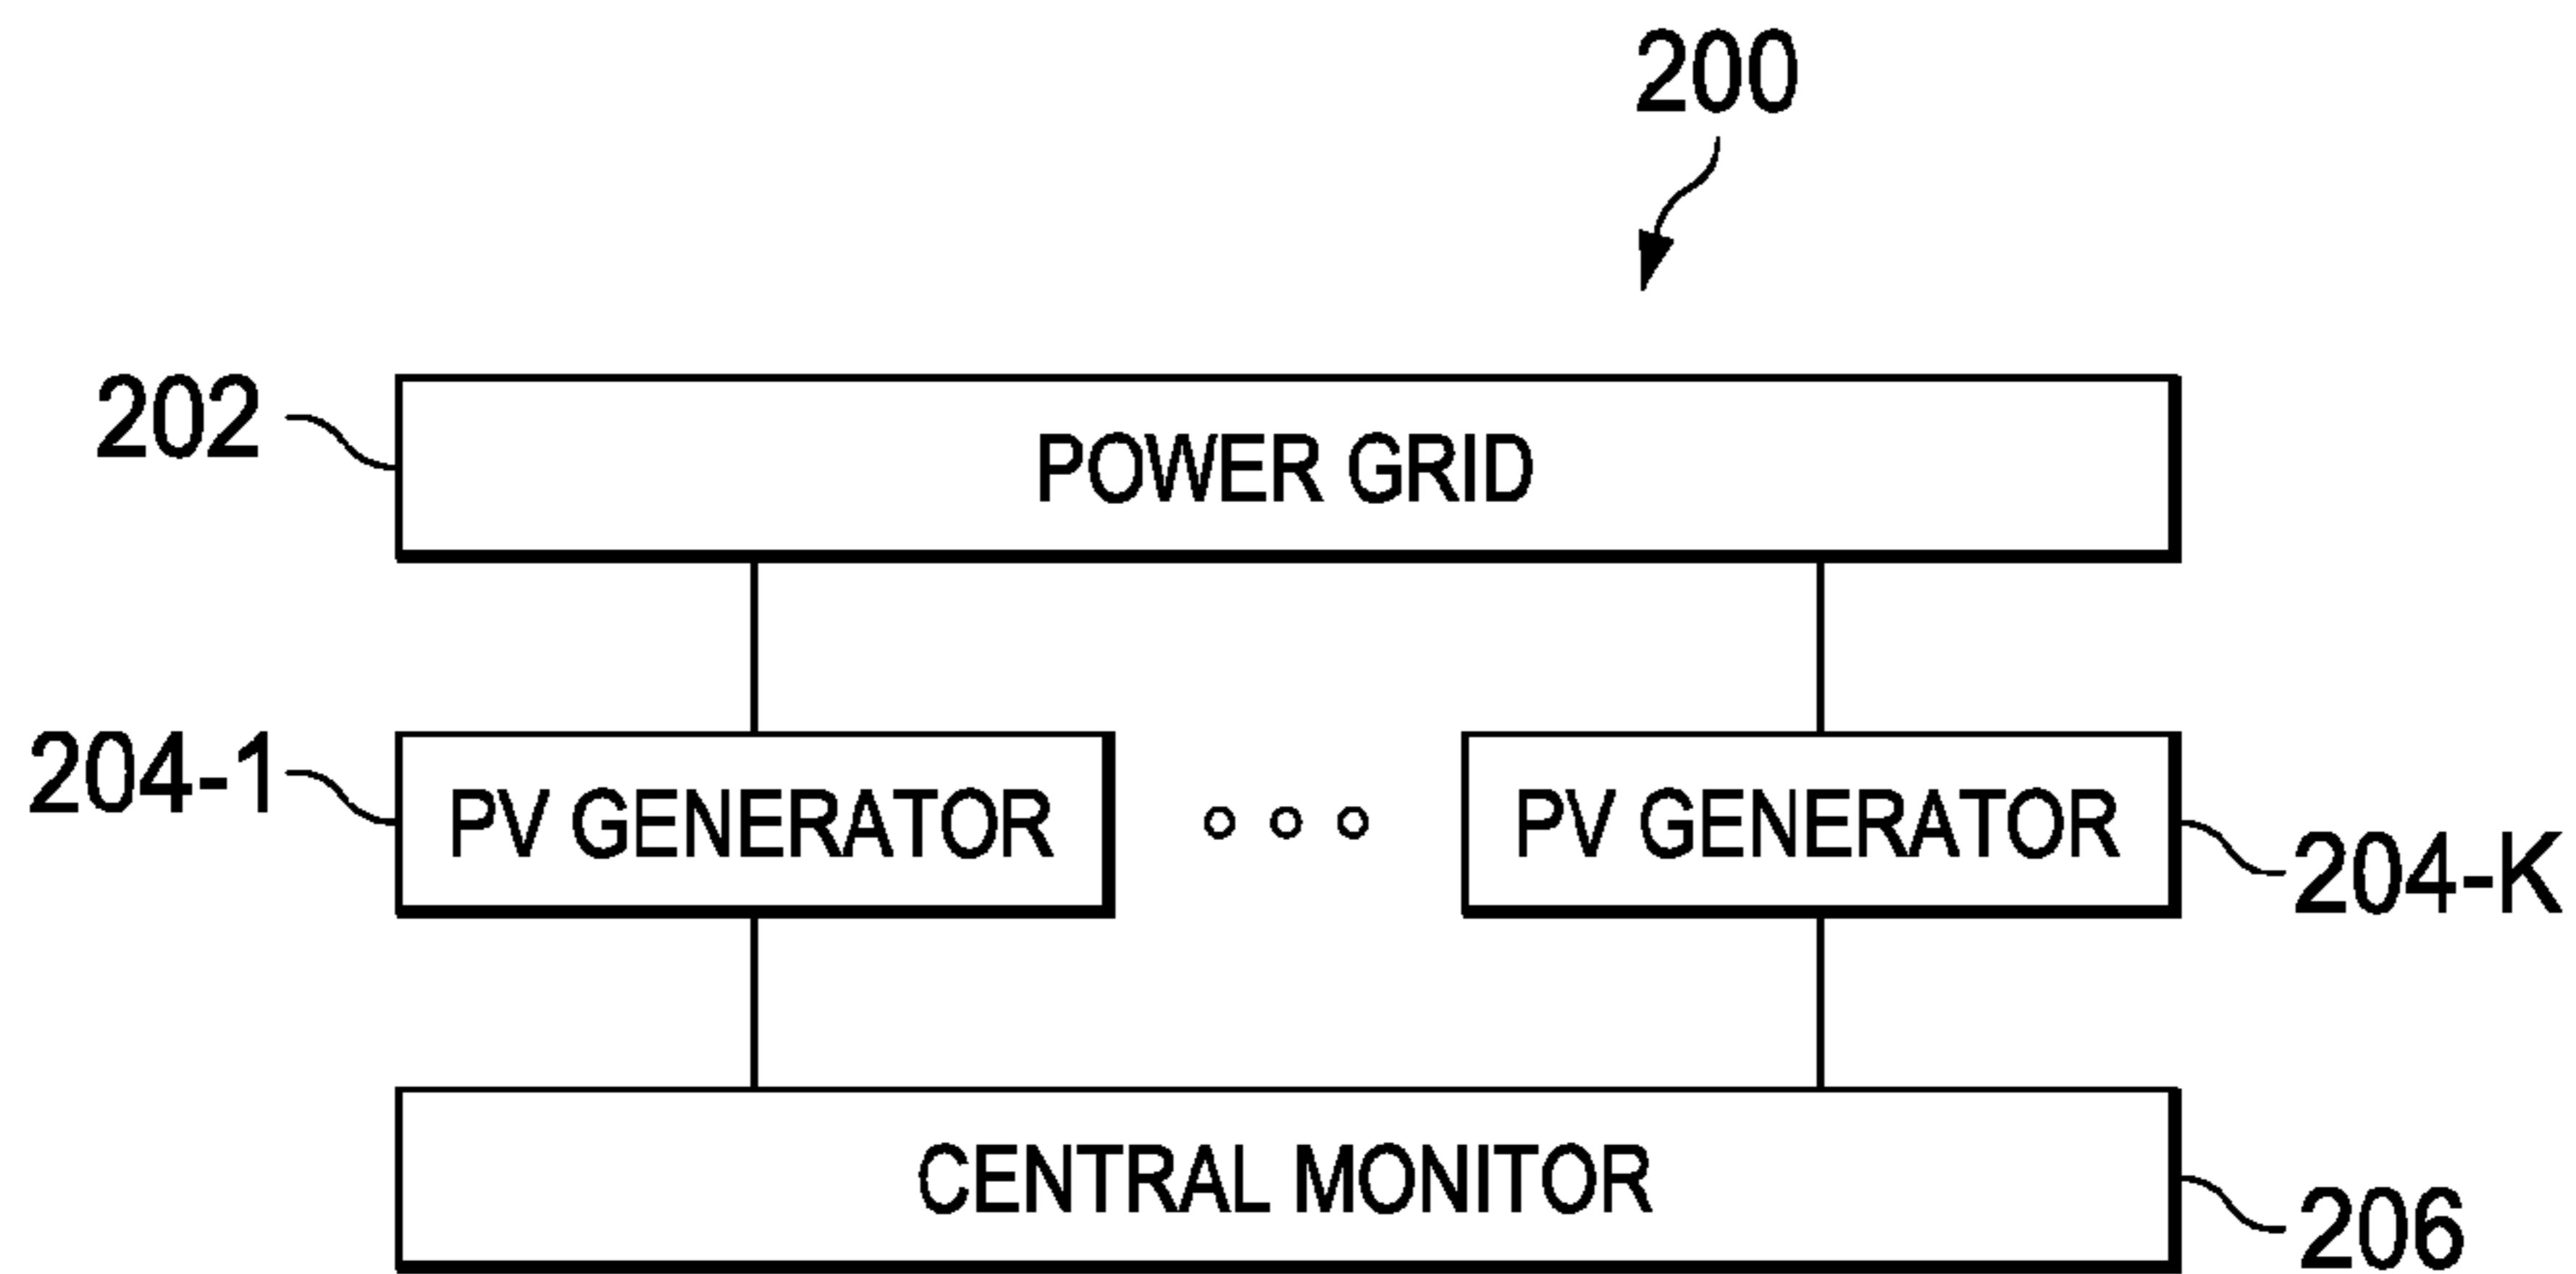 200
202
POWER GRID
204-1
PV GENERATOR
PV GENERATOR
204-K
CENTRAL MONITOR
206